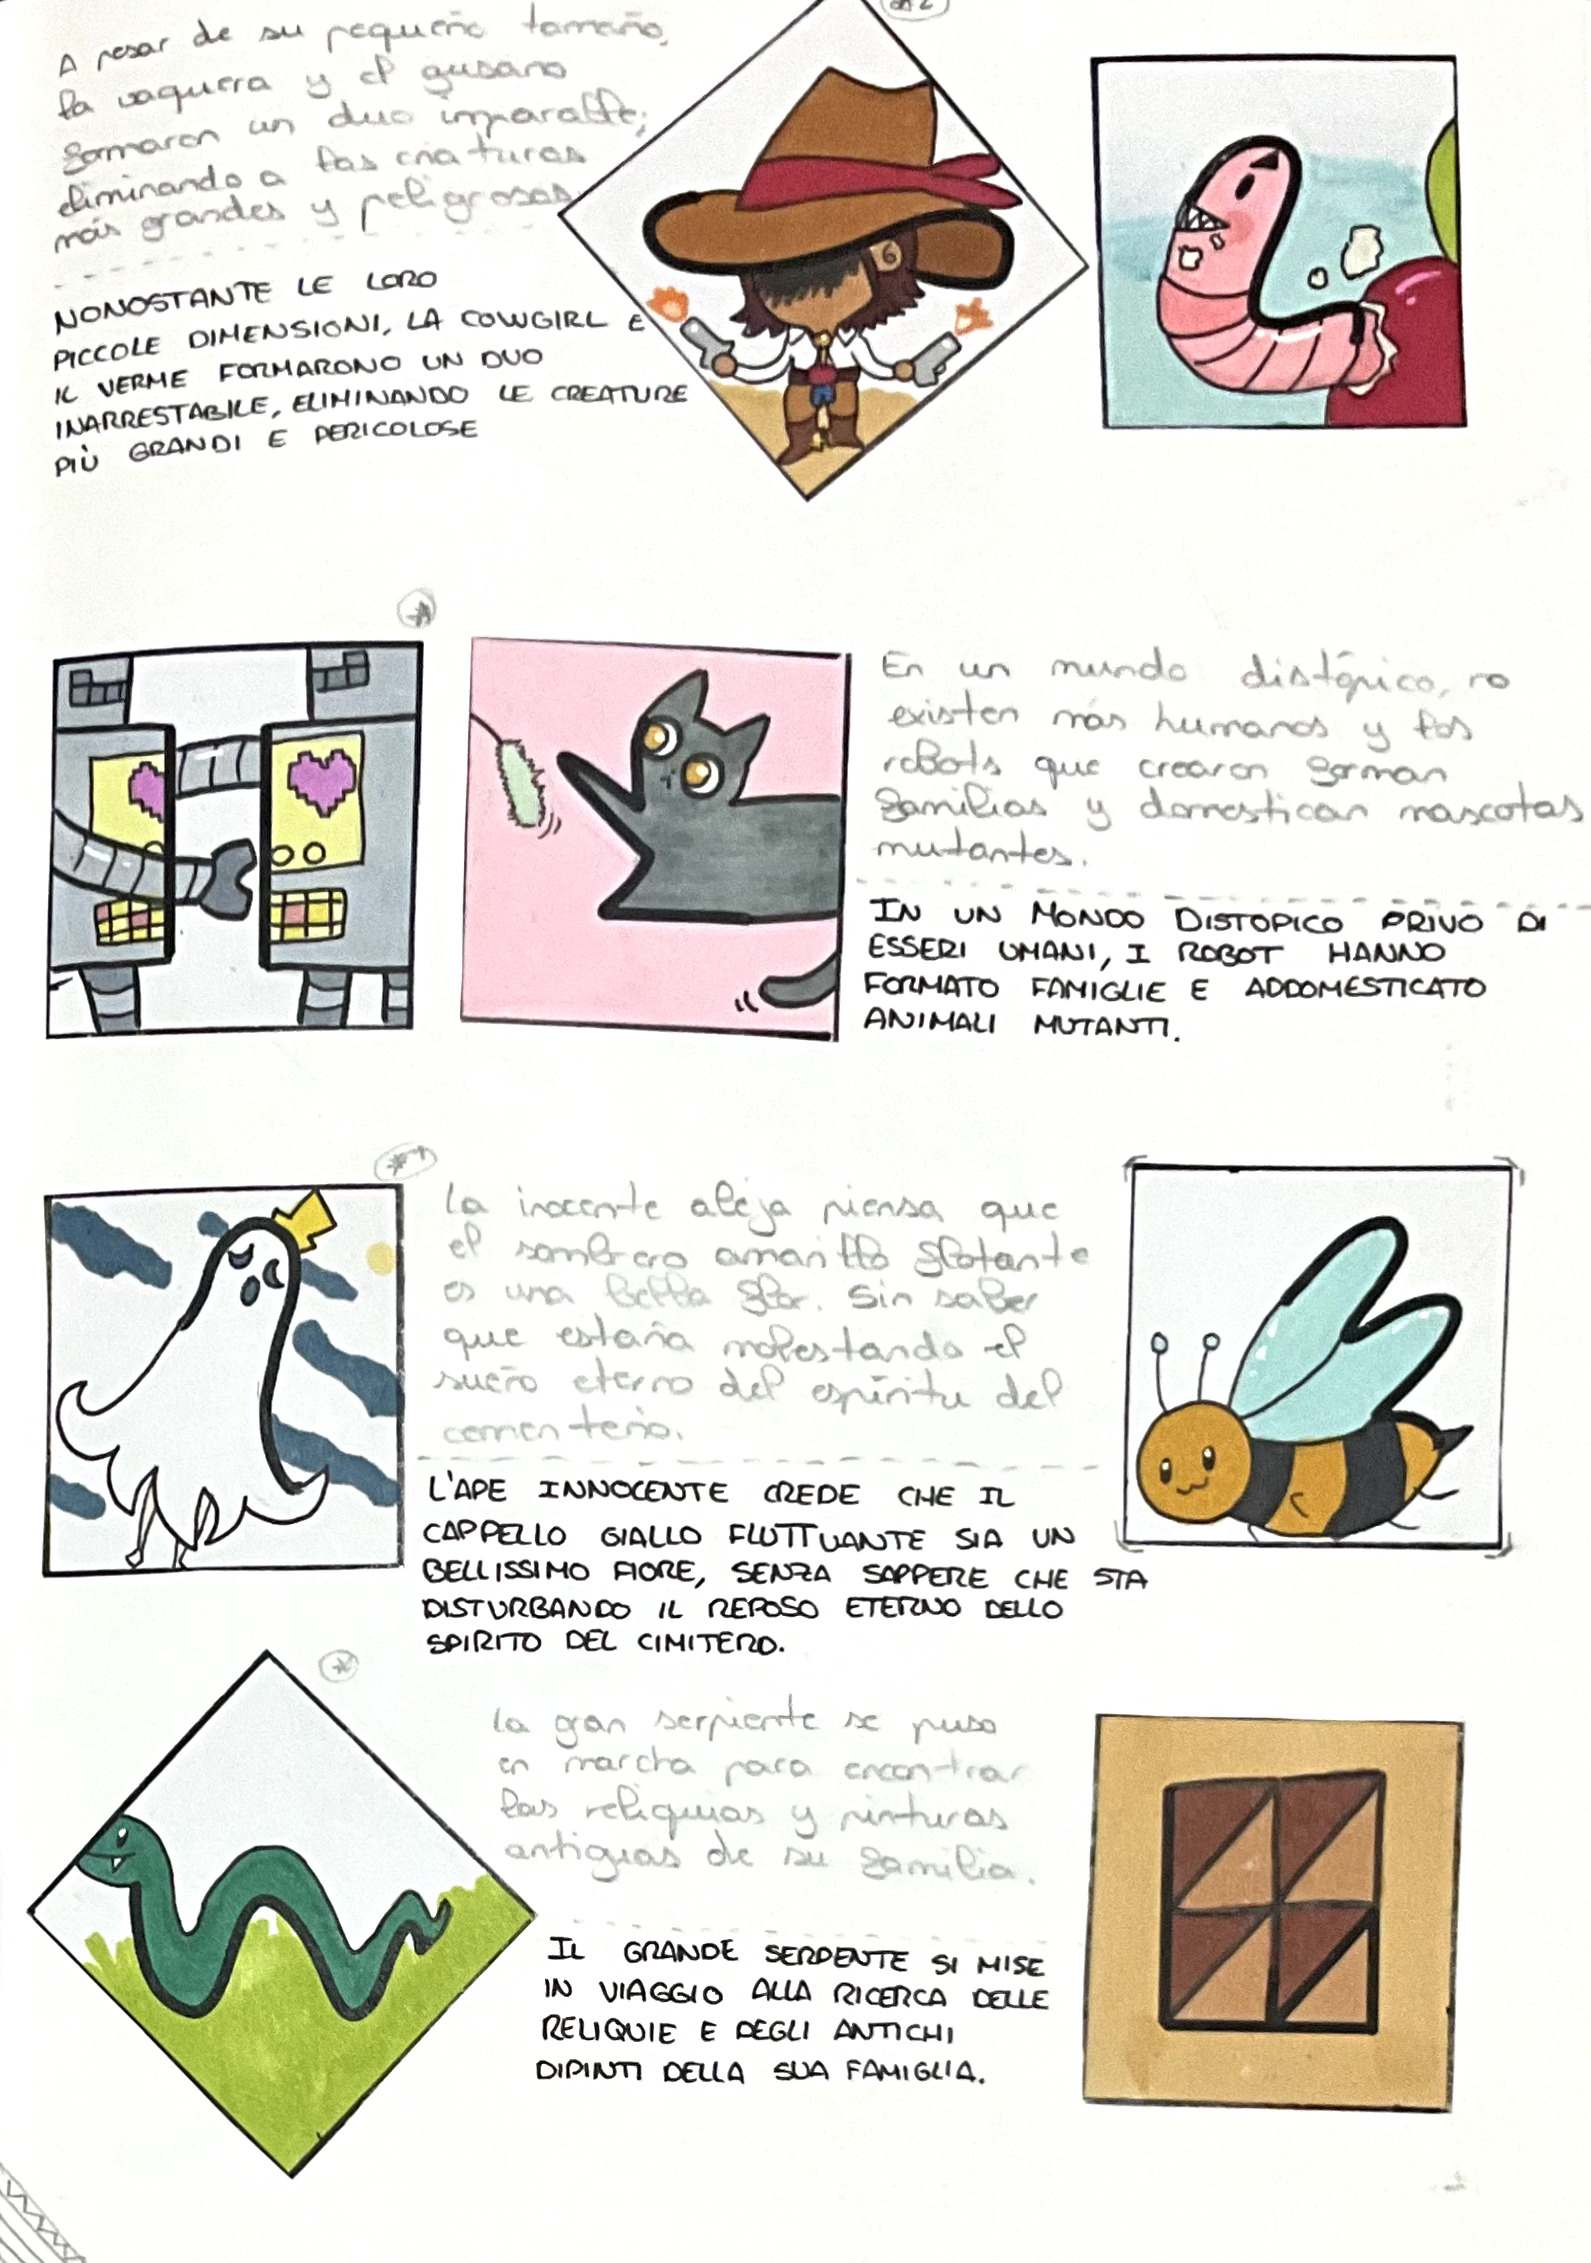 A pesar de su pequeño tamaño,
la vaquera y el gusano
formaron un duo imparable;
eliminando a las criaturas
más grandes y peligrosas
NONOSTANTE LE LORO
PICCOLE DIMENSIONI, LA COWGIRL E
IL VERME FORMARONO UN DUO
INARRESTABILE, ELIMINANDO LE CREATURE
PIÙ GRANDI E PERICOLOSE
En un mundo distópico, no
existen más humanos y los
robots que crearon forman
familias y domestican mascotas
mutantes.
IN UN MONDO DISTOPICO PRIVO DI
ESSERI UMANI, I ROBOT HANNO
FORMATO FAMIGLIE E ADDOMESTICATO
ANIMALI MUTANTI.
La inocente abeja piensa que
el sombrero amarillo flotante
es una bella flor. Sin saber
que estaría molestando el
sueño eterno del espíritu del
cementerio.
L'APE INNOCENTE CREDE CHE IL
CAPPELLO GIALLO FLUTTUANTE SIA UN
BELLISSIMO FIORE, SENZA SAPPERE CHE STA
DISTURBANDO IL REPOSO ETERNO DELLO
SPIRITO DEL CIMITERO.
La gran serpiente se puso
en marcha para encontrar
las reliquias y pinturas
antiguas de su familia.
IL GRANDE SERPENTE SI MISE
IN VIAGGIO ALLA RICERCA DELLE
RELIQUIE E DEGLI ANTICHI
DIPINTI DELLA SUA FAMIGLIA.